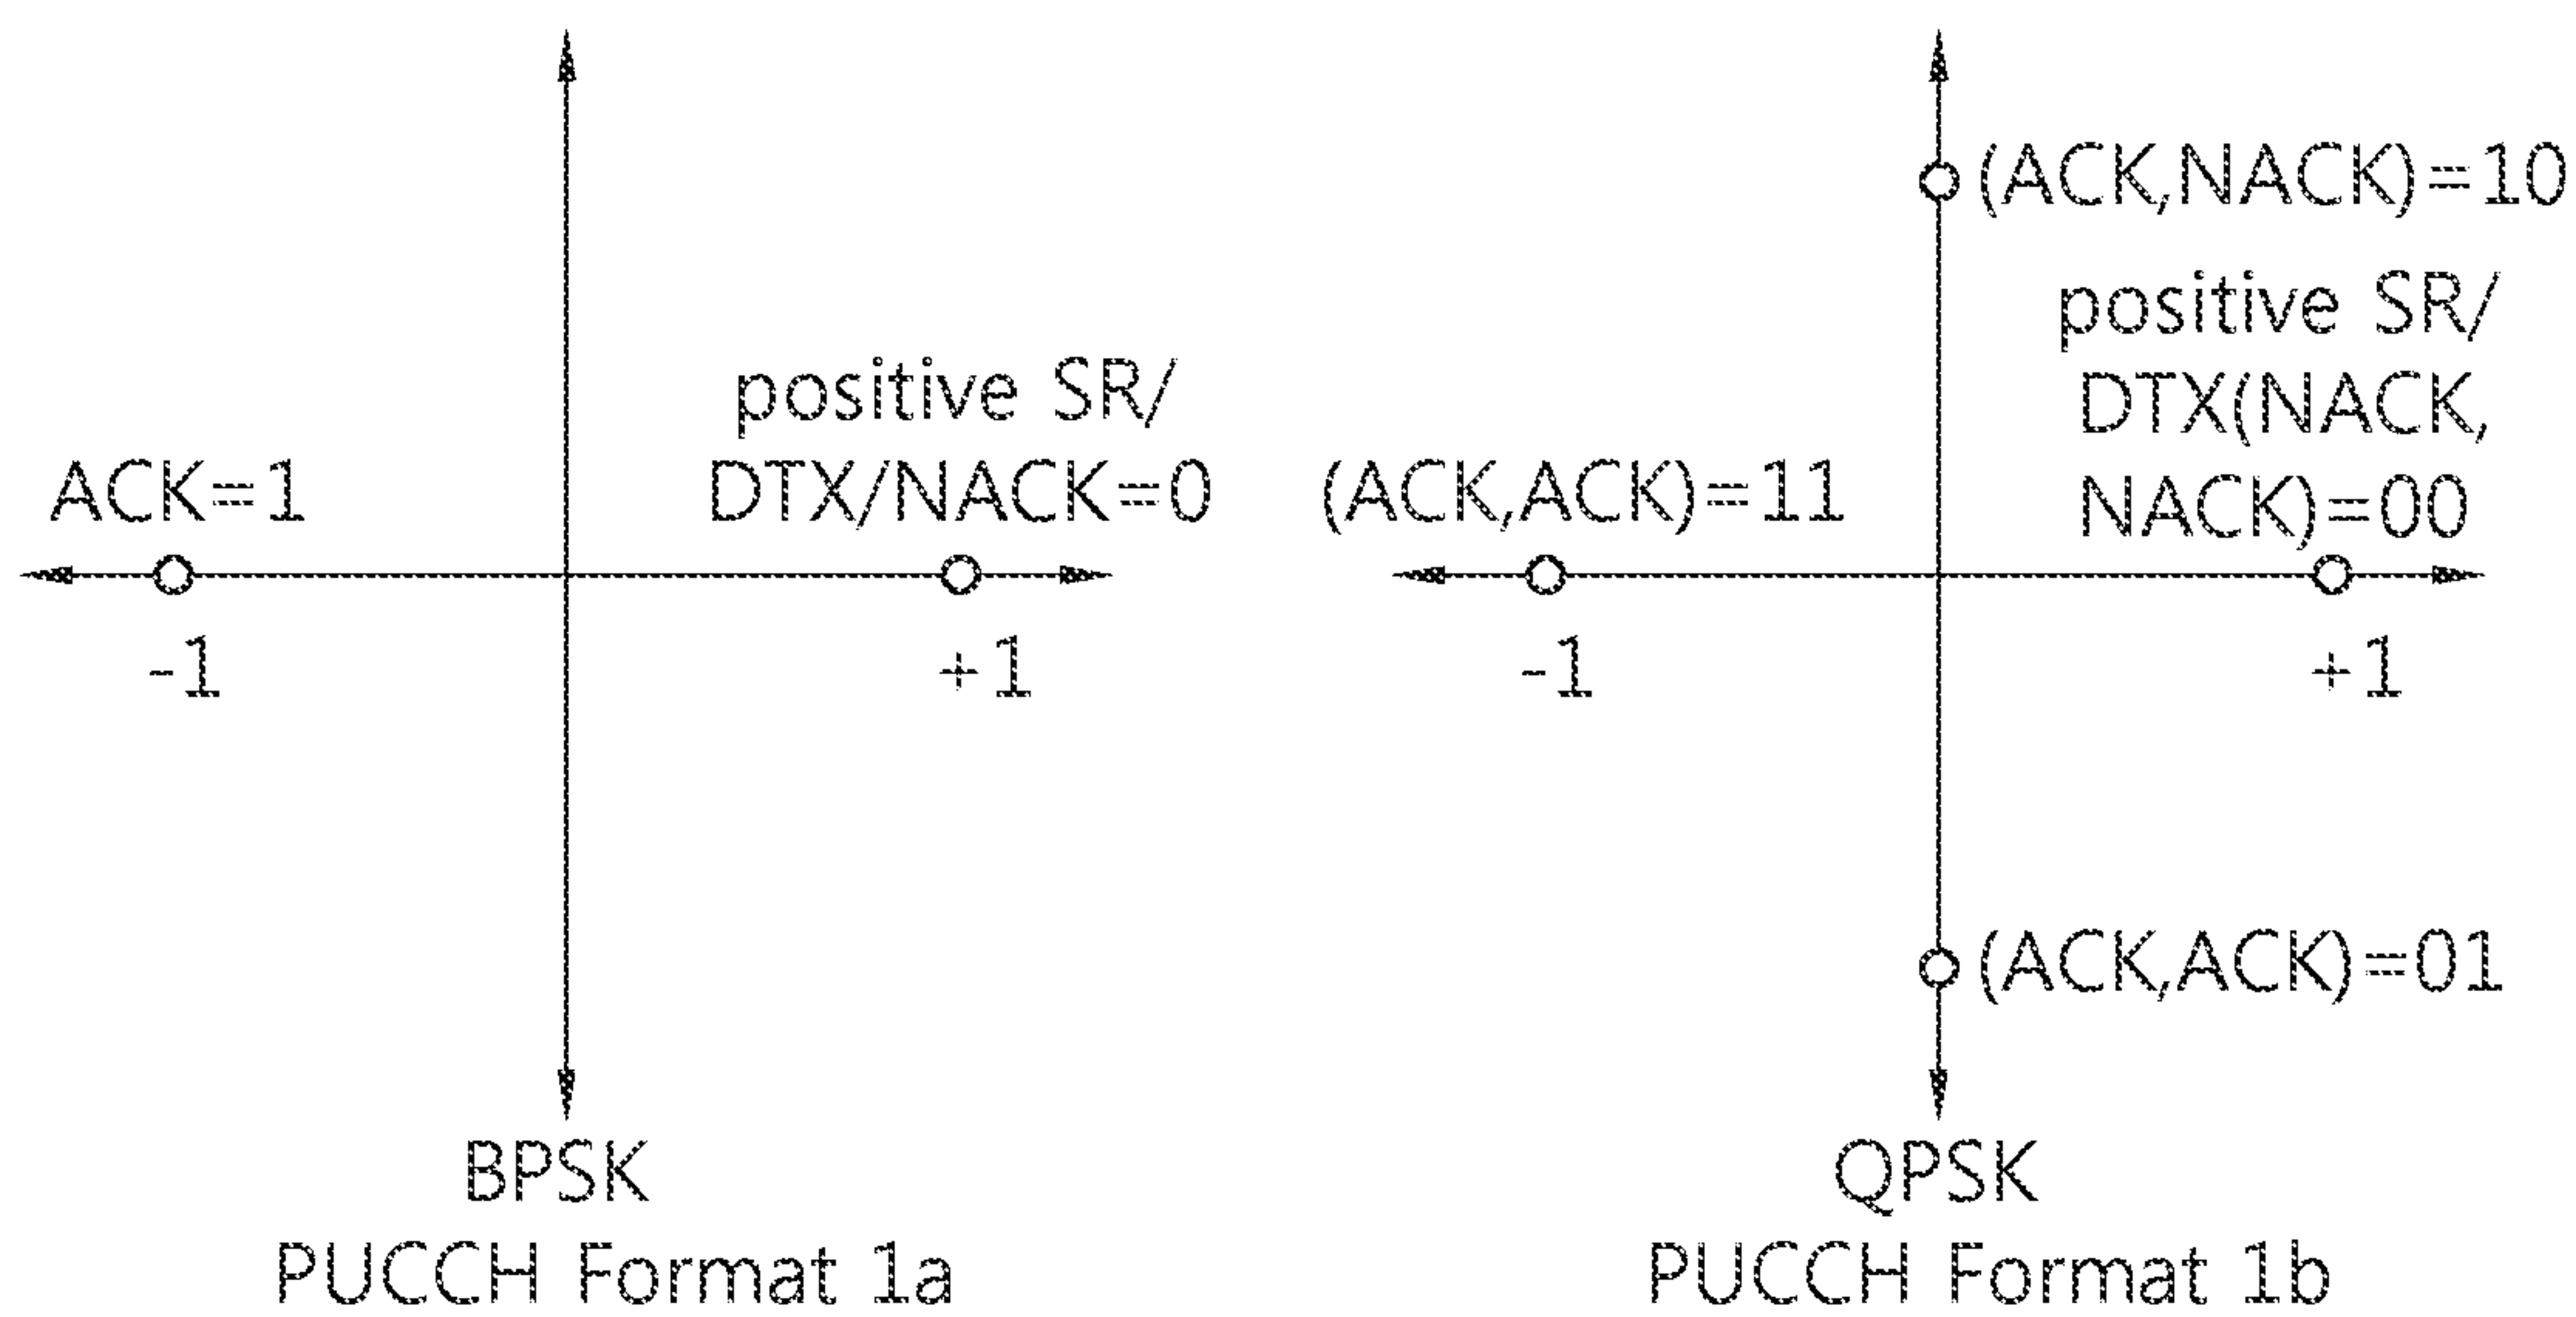 positive SR/
DTX/NACK=0
ACK=1
-1
+1
BPSK
PUCCH Format 1a
(ACK,NACK)=10
positive SR/
DTX(NACK,
NACK)=00
(ACK,ACK)=11
-1
+1
(ACK,ACK)=01
QPSK
PUCCH Format 1b